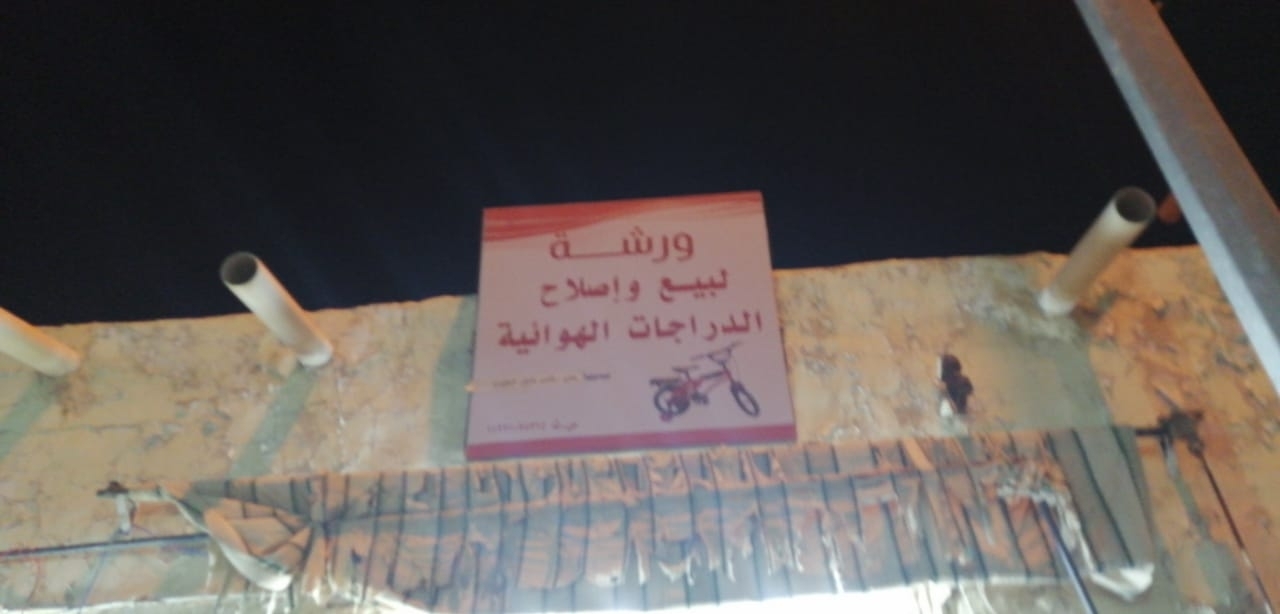 ورشة
لبيع وإصلاح
الدراجات الهوائية